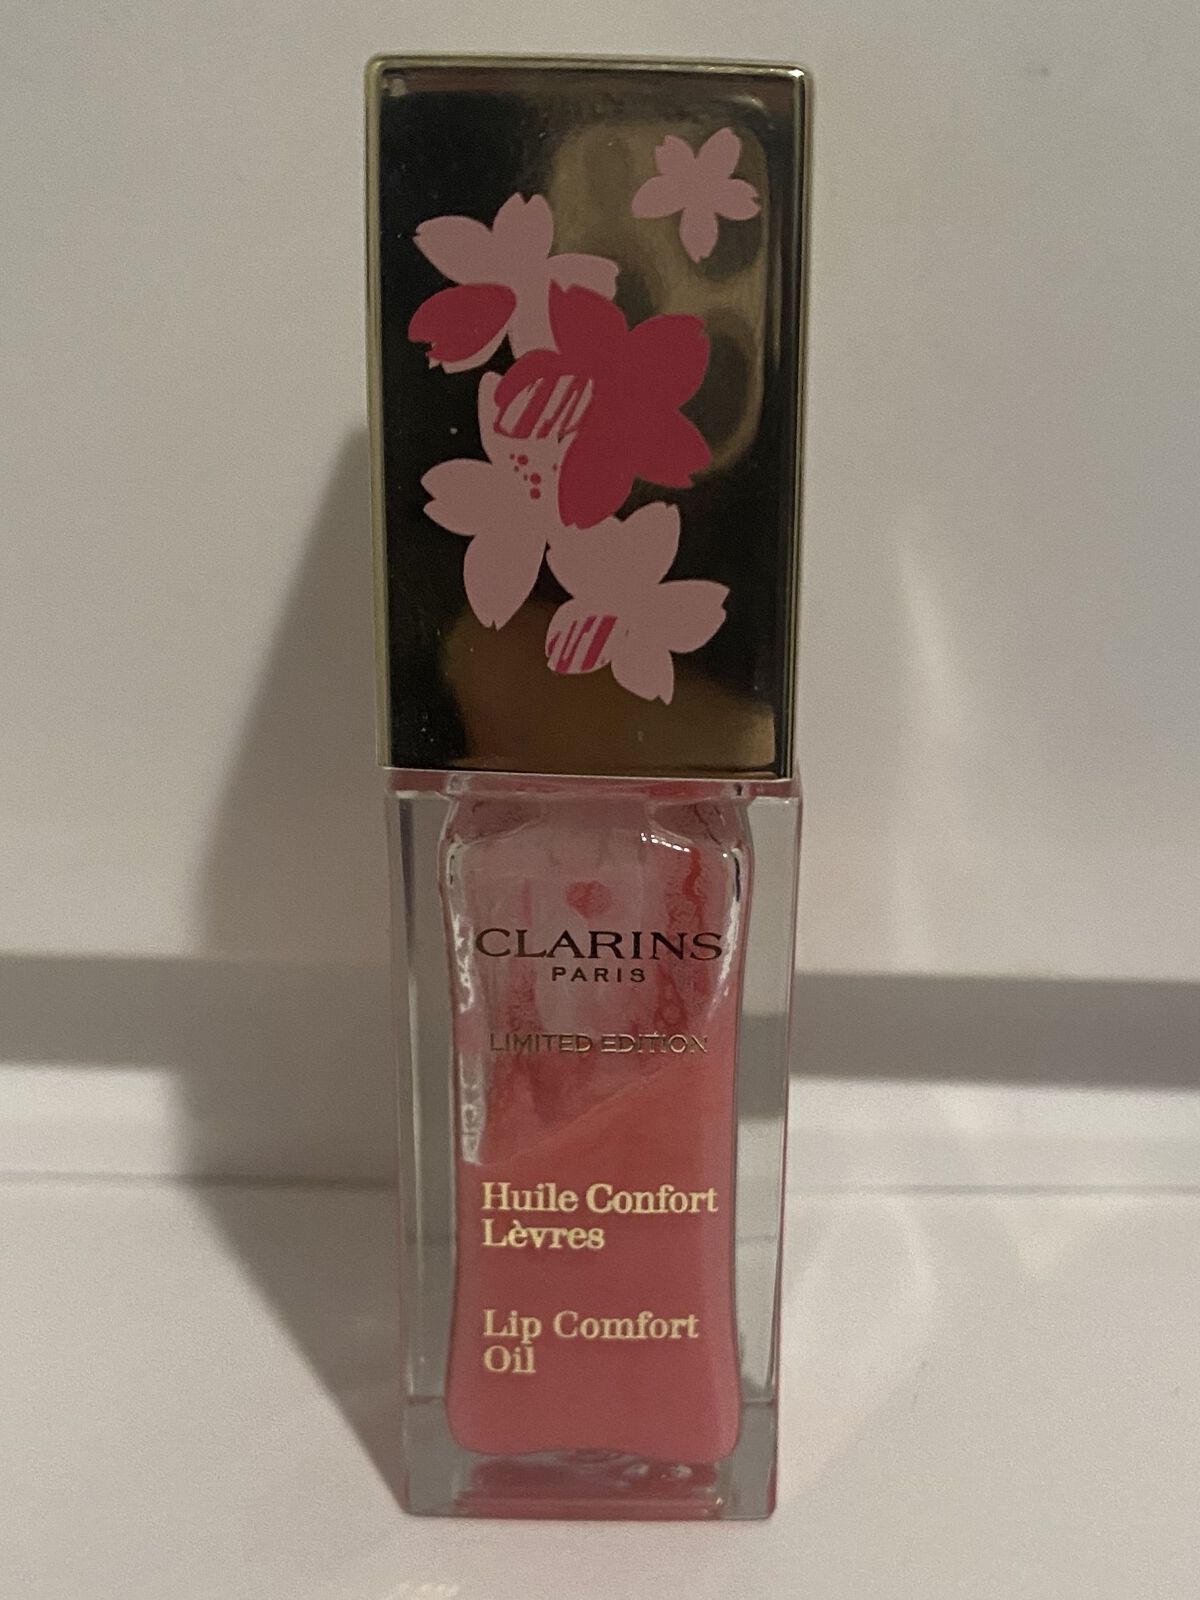 CLARINS
PARIS
LIMITED EDITION
Huile Confort
Lèvres
Lip Comfort
Oil